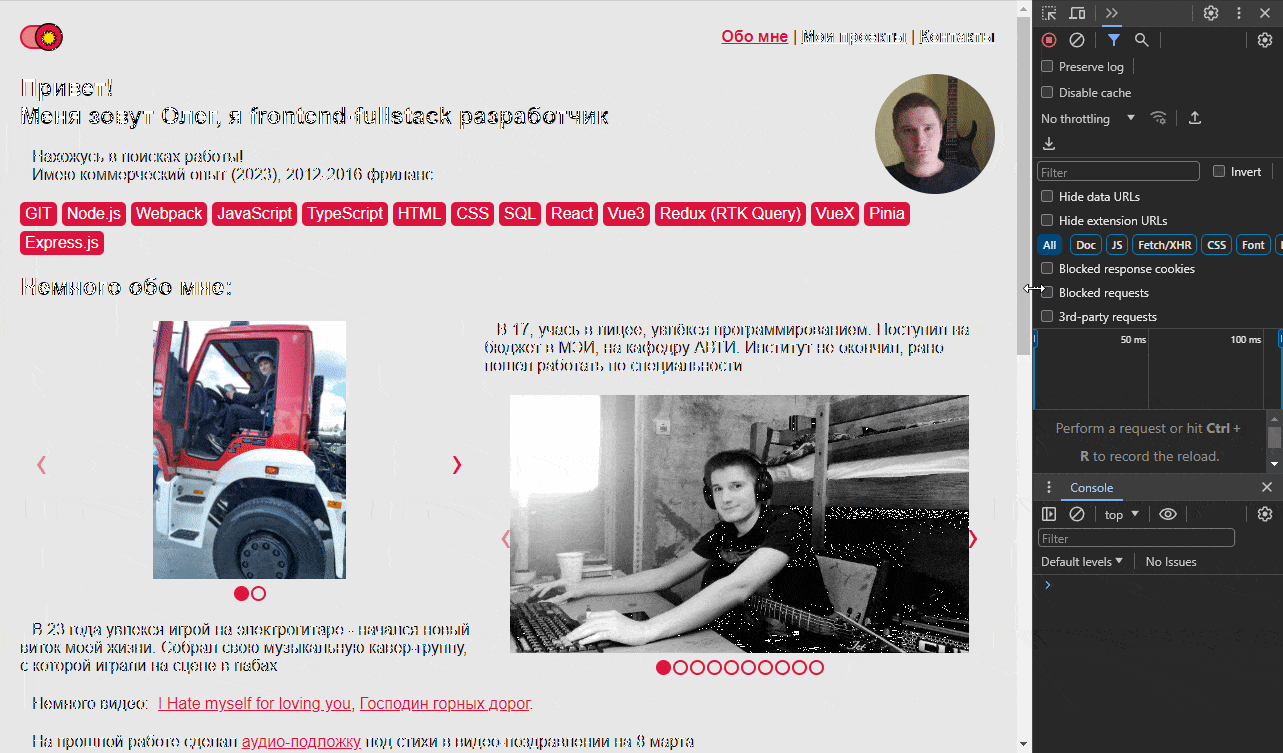 Обо мне | Мои проекты | Контакты
Привет!
Меня зовут Олег, я frontend-fullstack разработчик
Нахожусь в поисках работы!
Имею коммерческий опыт (2023), 2012-2016 фриланс
GIT Node.js Webpack JavaScript TypeScript HTML CSS SQL React Vue3 Redux (RTK Query) VueX Pinia
Express.js
Немного обо мне:
В 17, учась в лицее, увлёкся программированием. Поступил на
бюджет в МЭИ, на кафедру АВТИ. Институт не окончил, рано
пошел работать по специальности
В 23 года увлекся игрой на электрогитаре - начался новый
виток моей жизни. Собрал свою музыкальную кавер-группу,
с которой играли на сцене в пабах
Немного видео: I Hate myself for loving you, Господин горных дорог.
На прошлой работе сделал аудио-подложку под стихи в видео-поздравлении на 8 марта
Preserve log
Disable cache
No throttling
Filter
Invert
Hide data URLs
Hide extension URLs
All Doc JS Fetch/XHR CSS Font
Blocked response cookies
Blocked requests
3rd-party requests
50 ms 100 ms
Perform a request or hit Ctrl +
R to record the reload.
Console
top
Filter
Default levels No Issues